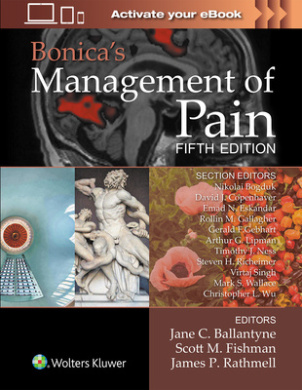 Activate your eBook
Bonica's
Management of
Pain
FIFTH EDITION
SECTION EDITORS
Nikolai Bogduk
David J. Copenhaver
Emad N. Eskandar
Rollin M. Gallagher
Gerald F. Gebhart
Arthur G. Lipman
Timothy J. Ness
Steven H. Richeimer
Virtaj Singh
Mark S. Wallace
Christopher L. Wu
EDITORS
Jane C. Ballantyne
Scott M. Fishman
James P. Rathmell
Wolters Kluwer